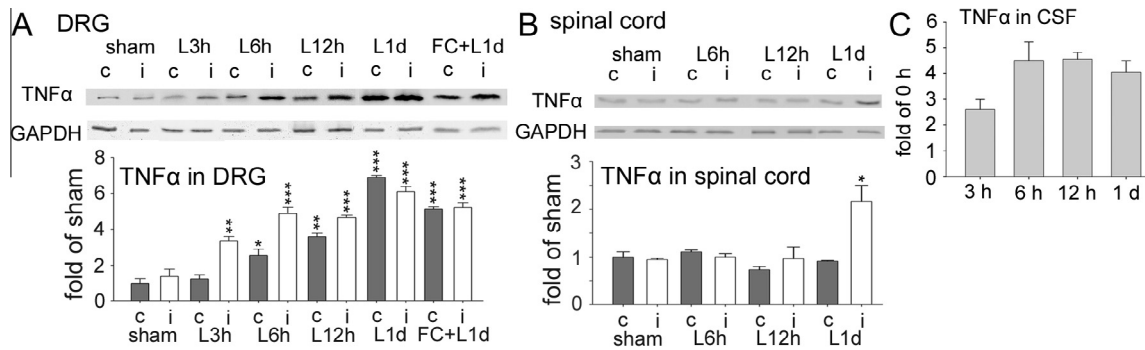 A DRG
sham L3h L6h L12h L1d FC+L1d
c i c i c i c i c i c i
TNFα
GAPDH
TNFα in DRG
fold of sham
8
6
4
2
0
** * *** ** *** *** *** *** ***
c i c i c i c i c i c i
sham L3h L6h L12h L1d FC+L1d
B spinal cord
sham L6h L12h L1d
c i c i c i c i
TNFα
GAPDH
TNFα in spinal cord
fold of sham
3
2
1
0
*
c i c i c i c i
sham L6h L12h L1d
C TNFα in CSF
fold of 0 h
6
5
4
3
2
1
0
3 h 6 h 12 h 1 d